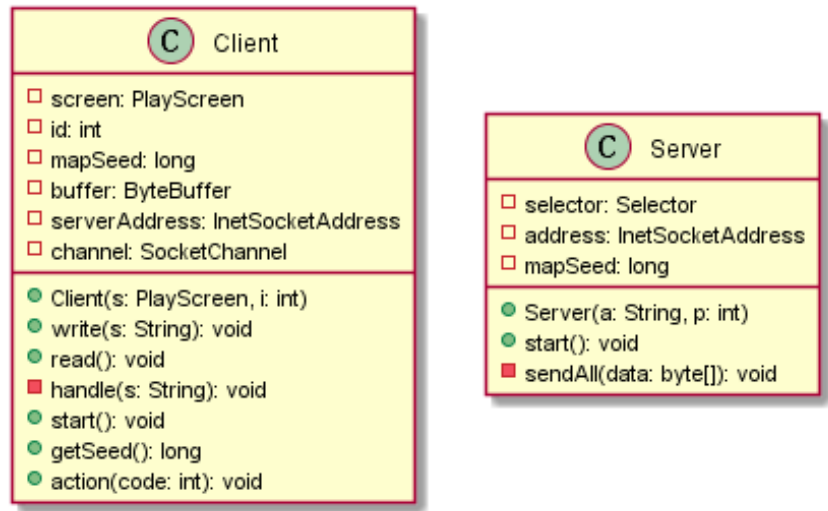 C Client
screen: PlayScreen
id: int
mapSeed: long
buffer: ByteBuffer
serverAddress: InetSocketAddress
channel: SocketChannel
Client(s: PlayScreen, i: int)
write(s: String): void
read(): void
handle(s: String): void
start(): void
getSeed(): long
action(code: int): void
C Server
selector: Selector
address: InetSocketAddress
mapSeed: long
Server(a: String, p: int)
start(): void
sendAll(data: byte[]): void